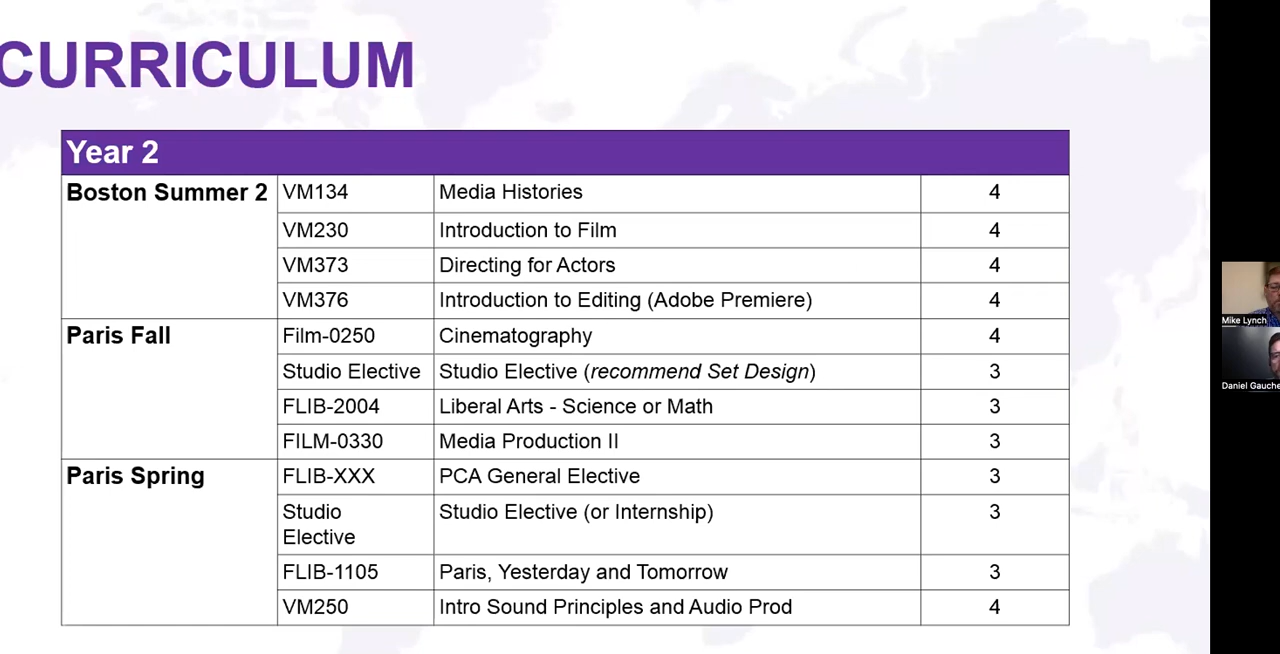 CURRICULUM
Year 2
Boston Summer 2 VM134 Media Histories 4
VM230 Introduction to Film 4
VM373 Directing for Actors 4
VM376 Introduction to Editing (Adobe Premiere) 4
Paris Fall Film-0250 Cinematography 4
Studio Elective Studio Elective (recommend Set Design) 3
FLIB-2004 Liberal Arts - Science or Math 3
FILM-0330 Media Production II 3
Paris Spring FLIB-XXX PCA General Elective 3
Studio Elective (or Internship) 3
Studio
Elective
FLIB-1105 Paris, Yesterday and Tomorrow 3
VM250 Intro Sound Principles and Audio Prod 4
Mike Lynch
Daniel Gauche